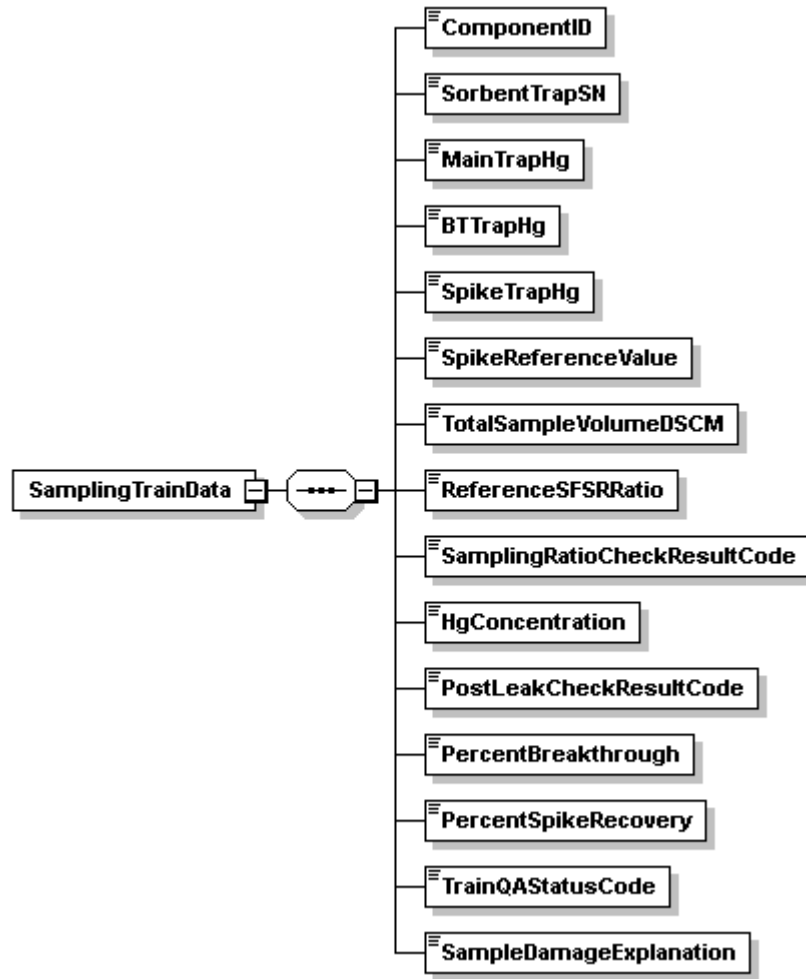 ComponentID
SorbentTrapSN
MainTrapHg
BTTrapHg
SpikeTrapHg
SpikeReferenceValue
TotalSampleVolumeDSCM
SamplingTrainData
ReferenceSFSRRatio
SamplingRatioCheckResultCode
HgConcentration
PostLeakCheckResultCode
PercentBreakthrough
PercentSpikeRecovery
TrainQAStatusCode
SampleDamageExplanation